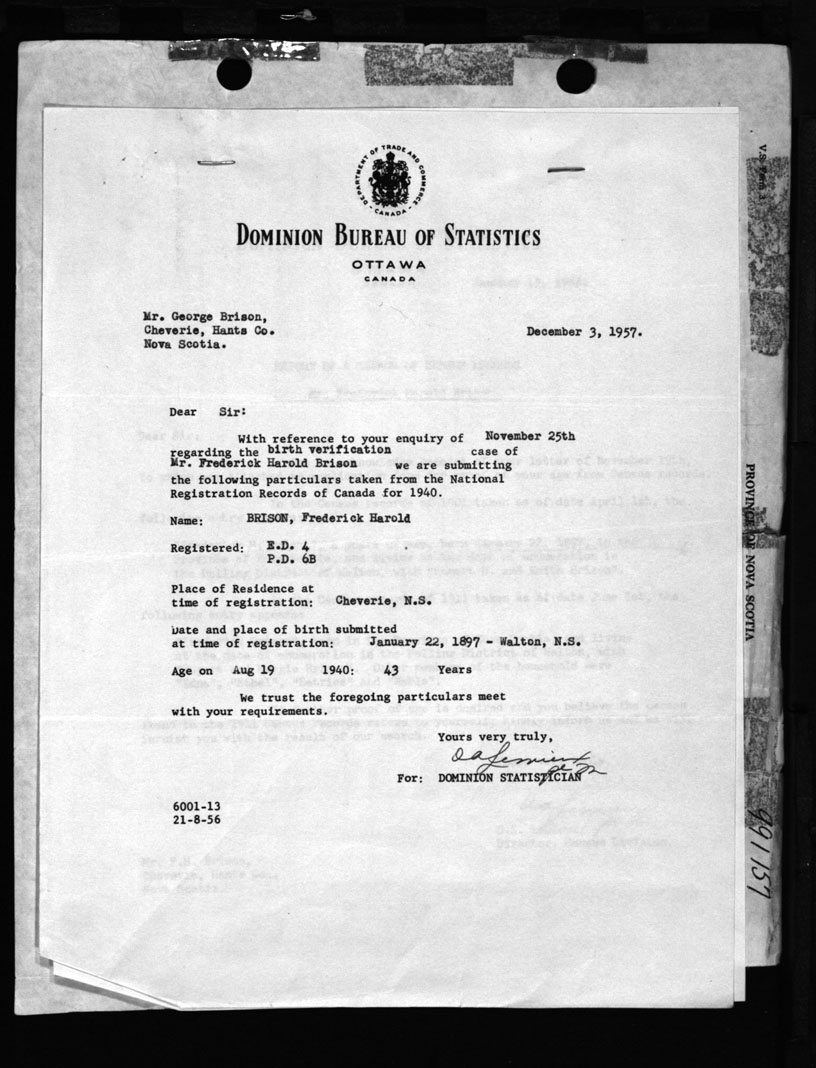 DEPARTMENT OF TRADE AND COMMERCE
- CANADA -
DOMINION BUREAU OF STATISTICS
OTTAWA
CANADA
Mr. George Brison,
Cheverie, Hants Co.
Nova Scotia.
December 3, 1957.
Dear Sir:
With reference to your enquiry of November 25th
regarding the birth verification case of
Mr. Frederick Harold Brison we are submitting
the following particulars taken from the National
Registration Records of Canada for 1940.
Name: BRISON, Frederick Harold
Registered: E.D. 4
P.D. 6B
Place of Residence at
time of registration: Cheverie, N.S.
Date and place of birth submitted
at time of registration: January 22, 1897 - Walton, N.S.
Age on Aug 19 1940: 43 Years
We trust the foregoing particulars meet
with your requirements.
Yours very truly,
For: DOMINION STATISTICIAN
6001-13
21-8-56
PROVINCE OF NOVA SCOTIA
991157